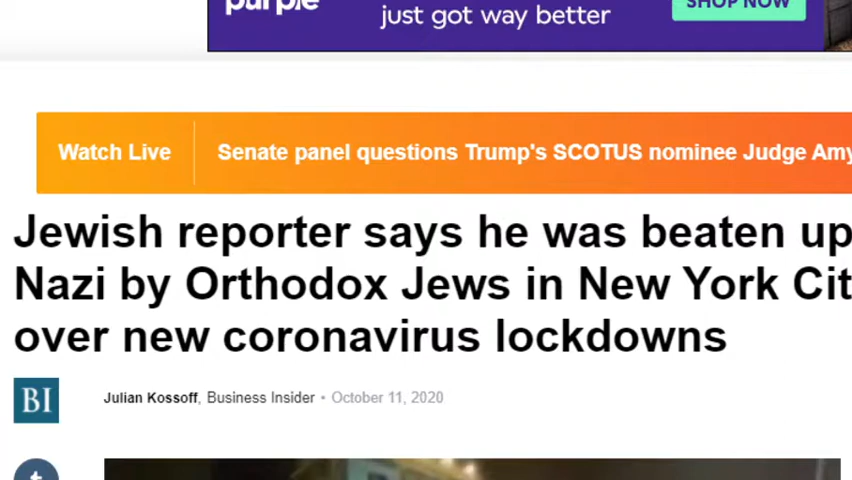 purple
just got way better
SHOP NOW
Watch Live
Senate panel questions Trump's SCOTUS nominee Judge Amy
Jewish reporter says he was beaten up
Nazi by Orthodox Jews in New York Cit
over new coronavirus lockdowns
BI
Julian Kossoff, Business Insider • October 11, 2020
t